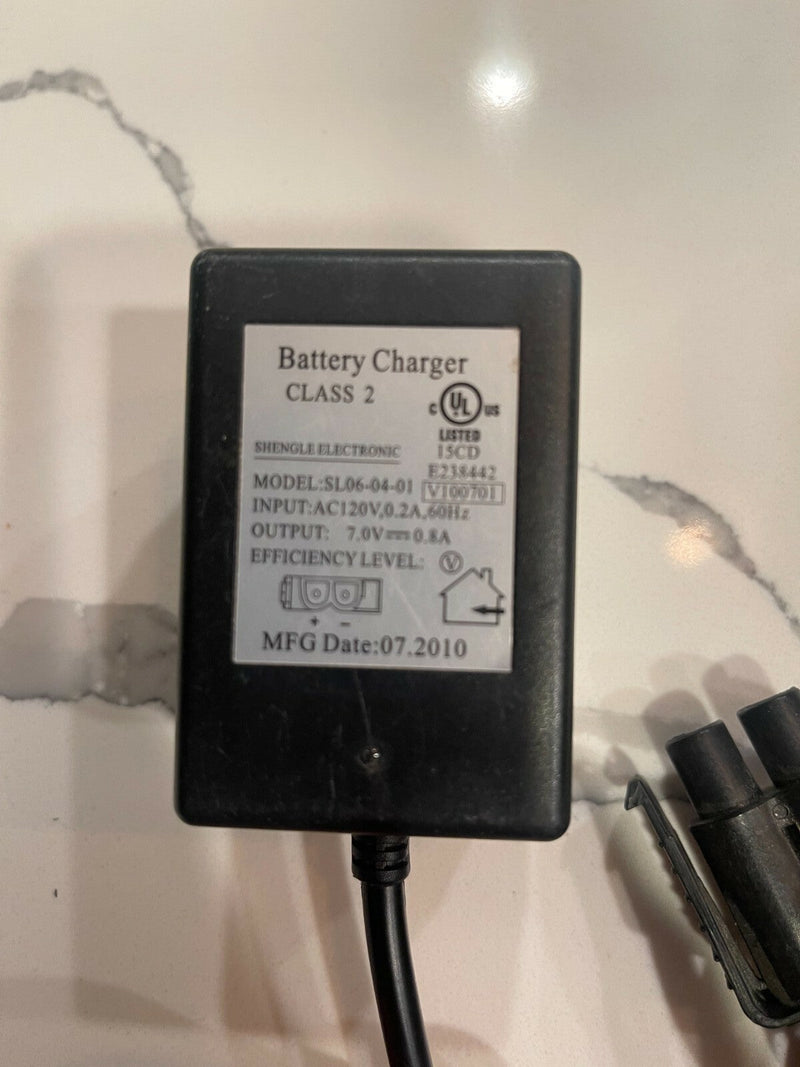 Battery Charger
CLASS 2
C UL US
LISTED
SHENGLE ELECTRONIC
15CD
E238442
MODEL:SL06-04-01 V100701
INPUT:AC120V,0.2A,60Hz
OUTPUT: 7.0V⎓0.8A
EFFICIENCY LEVEL: V
+ –
MFG Date:07.2010